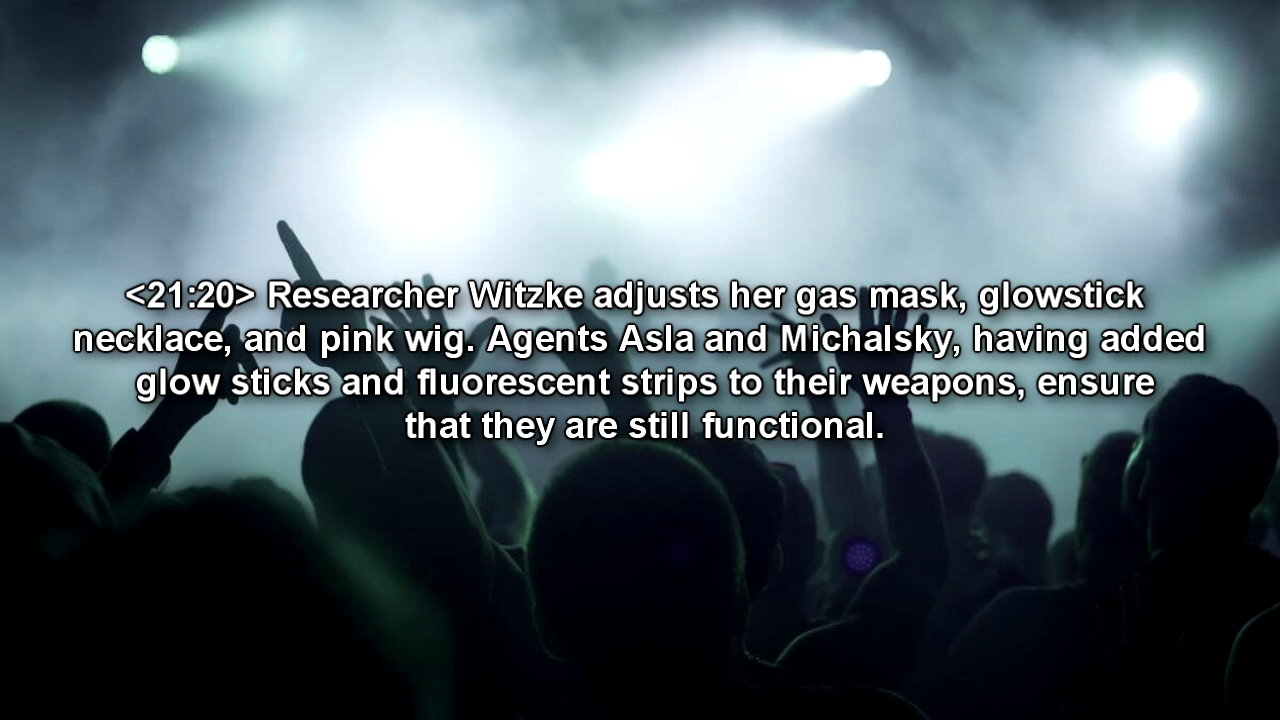 <21:20> Researcher Witzke adjusts her gas mask, glowstick
necklace, and pink wig. Agents Asla and Michalsky, having added
glow sticks and fluorescent strips to their weapons, ensure
that they are still functional.